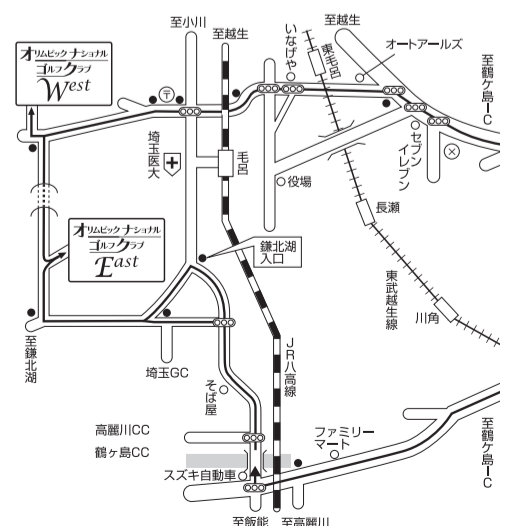 至小川
至越生
いなげや
東毛呂
至越生
オートアールズ
至鶴ヶ島IC
オリムピック ナショナル
ゴルフ クラブ
West
〒
埼玉医大
毛呂
役場
セブン
イレブン
長瀬
オリムピック ナショナル
ゴルフ クラブ
East
鎌北湖
入口
東武越生線
川角
至鎌北湖
埼玉GC
JR八高線
そば屋
高麗川CC
鶴ヶ島CC
スズキ自動車
ファミリー
マート
至鶴ヶ島IC
至飯能
至高麗川